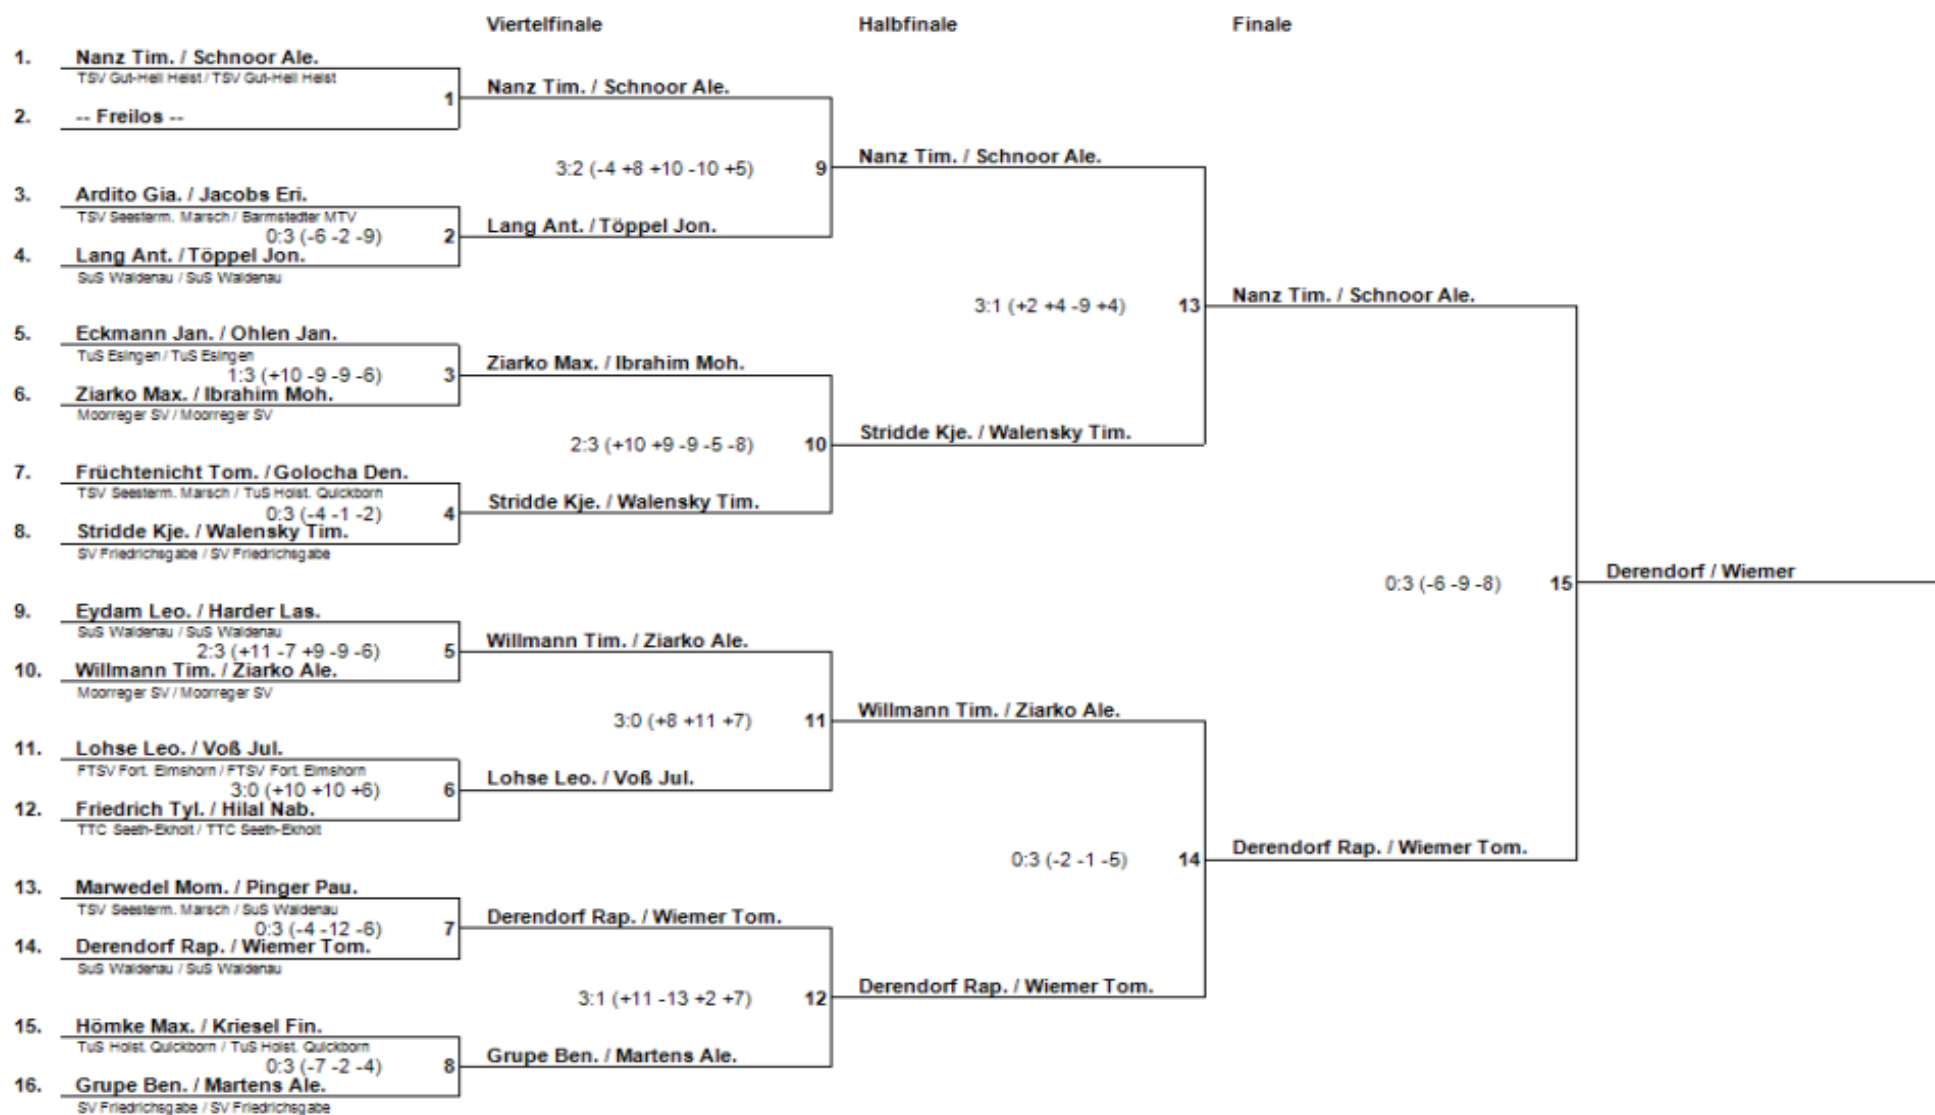 Viertelfinale Halbfinale Finale
1. Nanz Tim. / Schnoor Ale.
TSV Gut-Heil Heist / TSV Gut-Heil Heist
Nanz Tim. / Schnoor Ale.
1
2. -- Freilos --
3:2 (-4 +8 +10 -10 +5) 9
Nanz Tim. / Schnoor Ale.
3. Ardito Gia. / Jacobs Eri.
TSV Seesterm. Marsch / Barmstedter MTV
0:3 (-6 -2 -9) 2
Lang Ant. / Töppel Jon.
4. Lang Ant. / Töppel Jon.
SuS Waldenau / SuS Waldenau
3:1 (+2 +4 -9 +4) 13
Nanz Tim. / Schnoor Ale.
5. Eckmann Jan. / Ohlen Jan.
TuS Esingen / TuS Esingen
1:3 (+10 -9 -9 -6) 3
Ziarko Max. / Ibrahim Moh.
6. Ziarko Max. / Ibrahim Moh.
Moorreger SV / Moorreger SV
2:3 (+10 +9 -9 -5 -8) 10
Stridde Kje. / Walensky Tim.
7. Früchtenicht Tom. / Golocha Den.
TSV Seesterm. Marsch / TuS Holst. Quickborn
0:3 (-4 -1 -2) 4
Stridde Kje. / Walensky Tim.
8. Stridde Kje. / Walensky Tim.
SV Friedrichsgabe / SV Friedrichsgabe
0:3 (-6 -9 -8) 15
Derendorf / Wiemer
9. Eydam Leo. / Harder Las.
SuS Waldenau / SuS Waldenau
2:3 (+11 -7 +9 -9 -6) 5
Willmann Tim. / Ziarko Ale.
10. Willmann Tim. / Ziarko Ale.
Moorreger SV / Moorreger SV
3:0 (+8 +11 +7) 11
Willmann Tim. / Ziarko Ale.
11. Lohse Leo. / Voß Jul.
FTSV Fort. Elmshorn / FTSV Fort. Elmshorn
3:0 (+10 +10 +6) 6
Lohse Leo. / Voß Jul.
12. Friedrich Tyl. / Hilal Nab.
TTC Seeth-Ekholt / TTC Seeth-Ekholt
0:3 (-2 -1 -5) 14
Derendorf Rap. / Wiemer Tom.
13. Marwedel Mom. / Pinger Pau.
TSV Seesterm. Marsch / SuS Waldenau
0:3 (-4 -12 -6) 7
Derendorf Rap. / Wiemer Tom.
14. Derendorf Rap. / Wiemer Tom.
SuS Waldenau / SuS Waldenau
3:1 (+11 -13 +2 +7) 12
Derendorf Rap. / Wiemer Tom.
15. Hömke Max. / Kriesel Fin.
TuS Holst. Quickborn / TuS Holst. Quickborn
0:3 (-7 -2 -4) 8
Grupe Ben. / Martens Ale.
16. Grupe Ben. / Martens Ale.
SV Friedrichsgabe / SV Friedrichsgabe